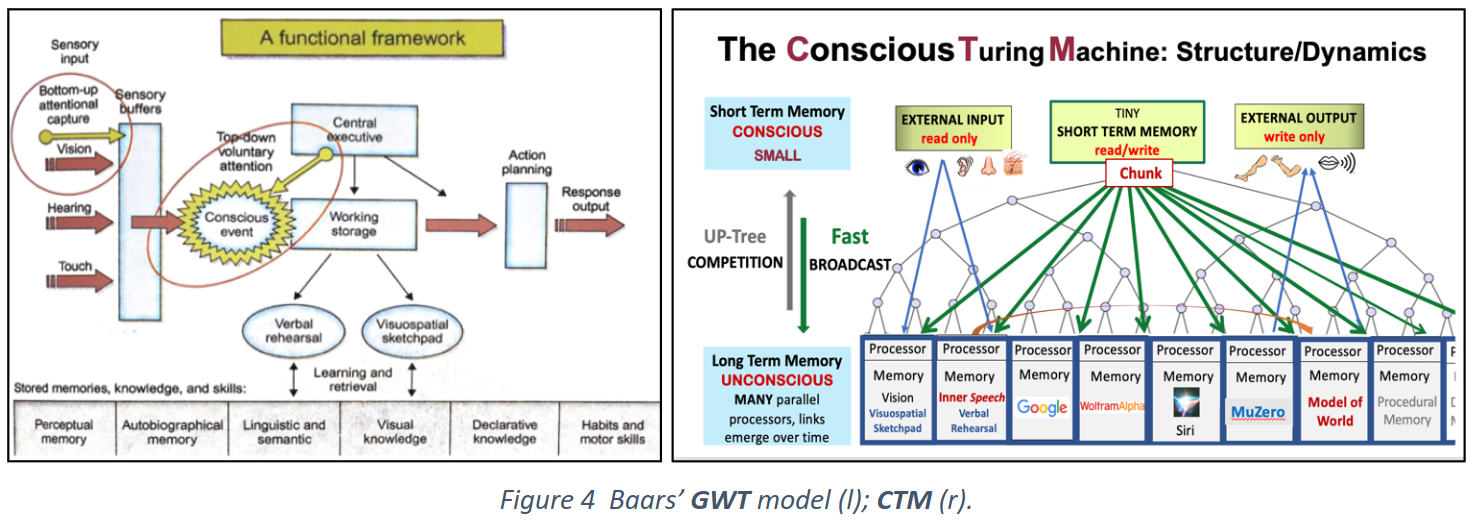 A functional framework
Sensory
input
Bottom-up
attentional
capture
Sensory
buffers
Vision
Hearing
Touch
Top-down
voluntary
attention
Central
executive
Conscious
event
Working
storage
Action
planning
Response
output
Verbal
rehearsal
Visuospatial
sketchpad
Learning and
retrieval
Stored memories, knowledge, and skills:
Perceptual
memory
Autobiographical
memory
Linguistic and
semantic
Visual
knowledge
Declarative
knowledge
Habits and
motor skills
The Conscious Turing Machine: Structure/Dynamics
Short Term Memory
CONSCIOUS
SMALL
EXTERNAL INPUT
read only
TINY
SHORT TERM MEMORY
read/write
Chunk
EXTERNAL OUTPUT
write only
UP-Tree
COMPETITION
Fast
BROADCAST
Long Term Memory
UNCONSCIOUS
MANY parallel
processors, links
emerge over time
Processor
Memory
Vision
Visuospatial
Sketchpad
Processor
Memory
Inner Speech
Verbal
Rehearsal
Processor
Memory
Google
Processor
Memory
WolframAlpha
Processor
Memory
Siri
Processor
Memory
MuZero
Processor
Memory
Model of
World
Processor
Memory
Procedural
Memory
Figure 4 Baars’ GWT model (l); CTM (r).